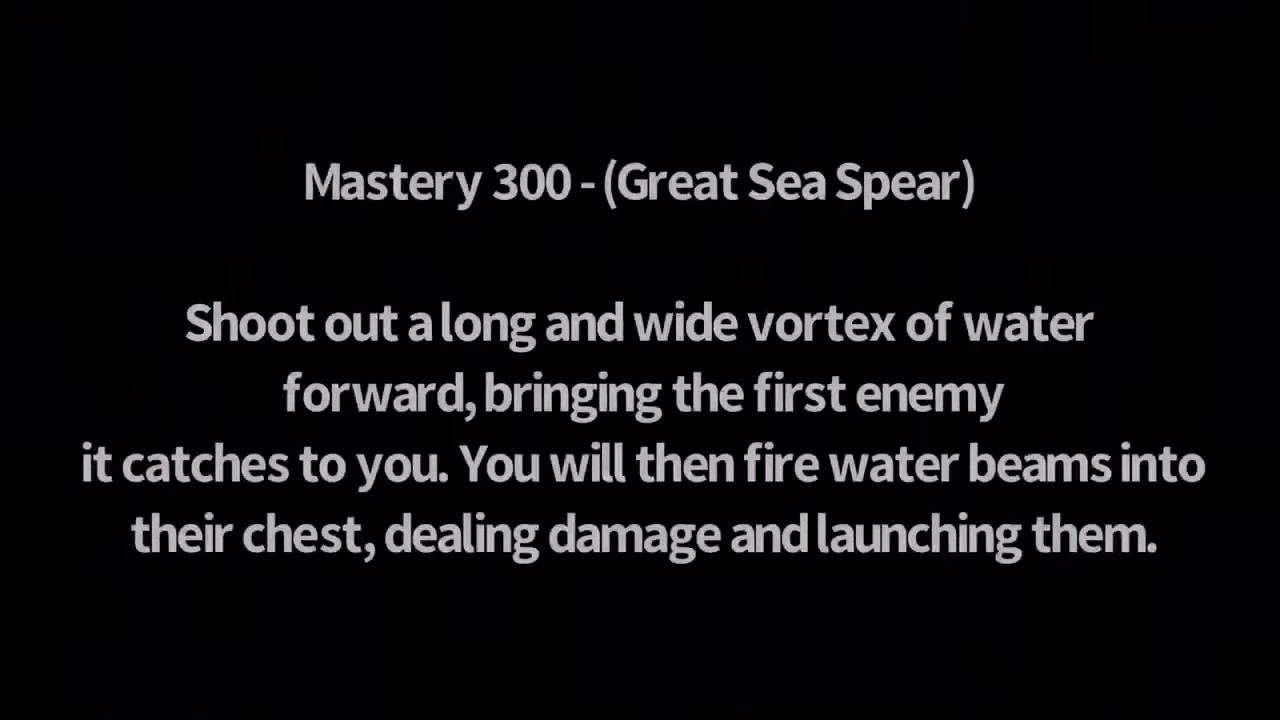 Mastery 300 - (Great Sea Spear)
Shoot out a long and wide vortex of water
forward, bringing the first enemy
it catches to you. You will then fire water beams into
their chest, dealing damage and launching them.